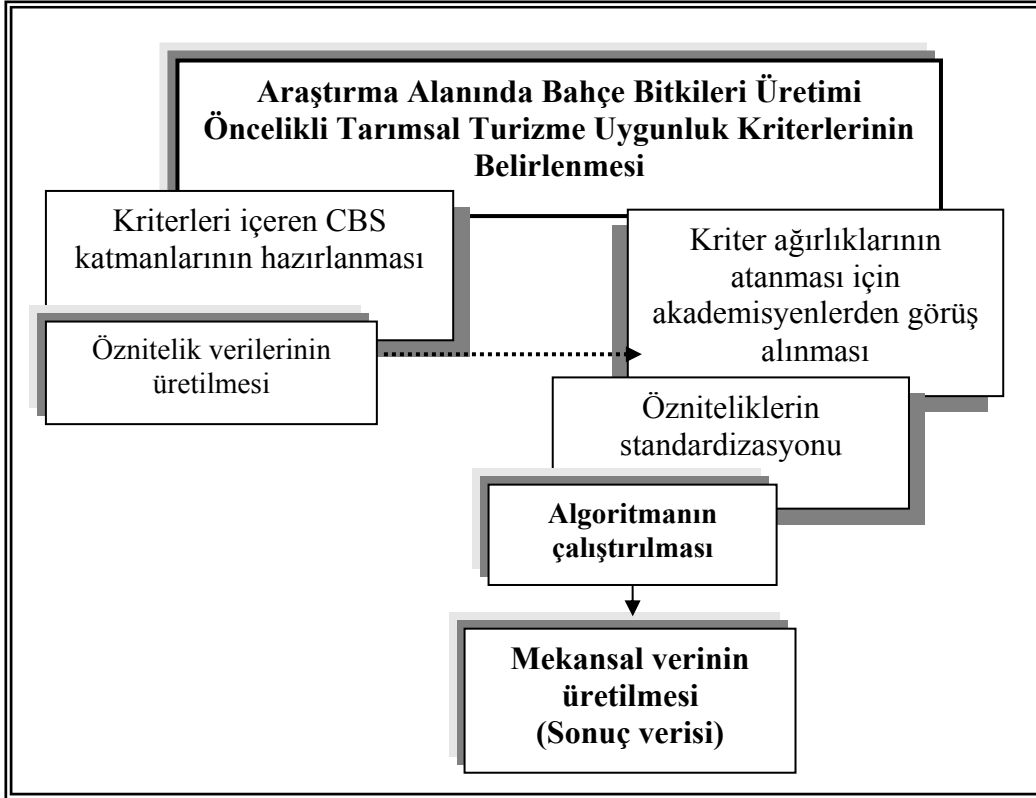 Araştırma Alanında Bahçe Bitkileri Üretimi
Öncelikli Tarımsal Turizme Uygunluk Kriterlerinin
Belirlenmesi
Kriterleri içeren CBS
katmanlarının hazırlanması
Öznitelik verilerinin
üretilmesi
Kriter ağırlıklarının
atanması için
akademisyenlerden görüş
alınması
Özniteliklerin
standardizasyonu
Algoritmanın
çalıştırılması
Mekansal verinin
üretilmesi
(Sonuç verisi)